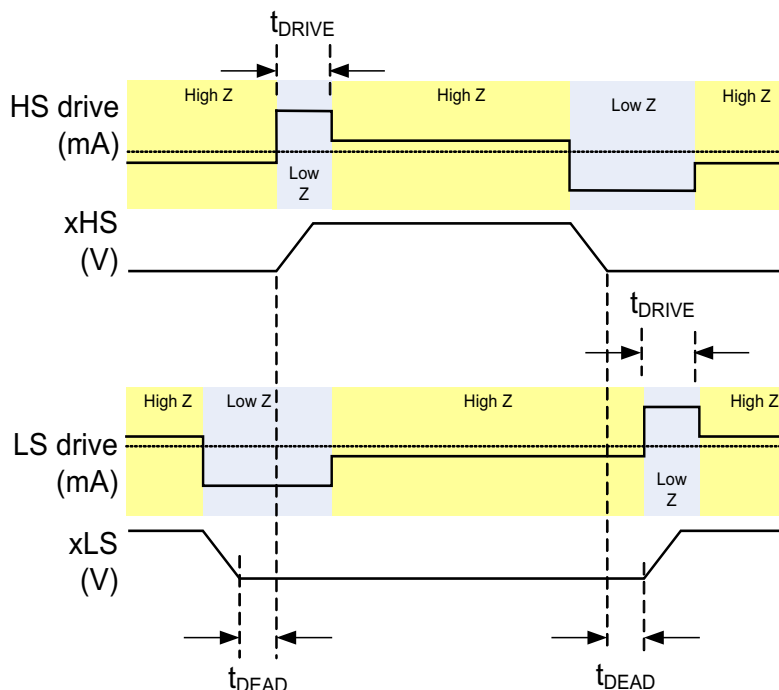 tDRIVE
High Z
High Z
Low Z
High Z
HS drive
(mA)
Low
Z
xHS
(V)
tDRIVE
High Z
Low Z
High Z
High Z
LS drive
(mA)
Low
Z
xLS
(V)
tDEAD
tDEAD